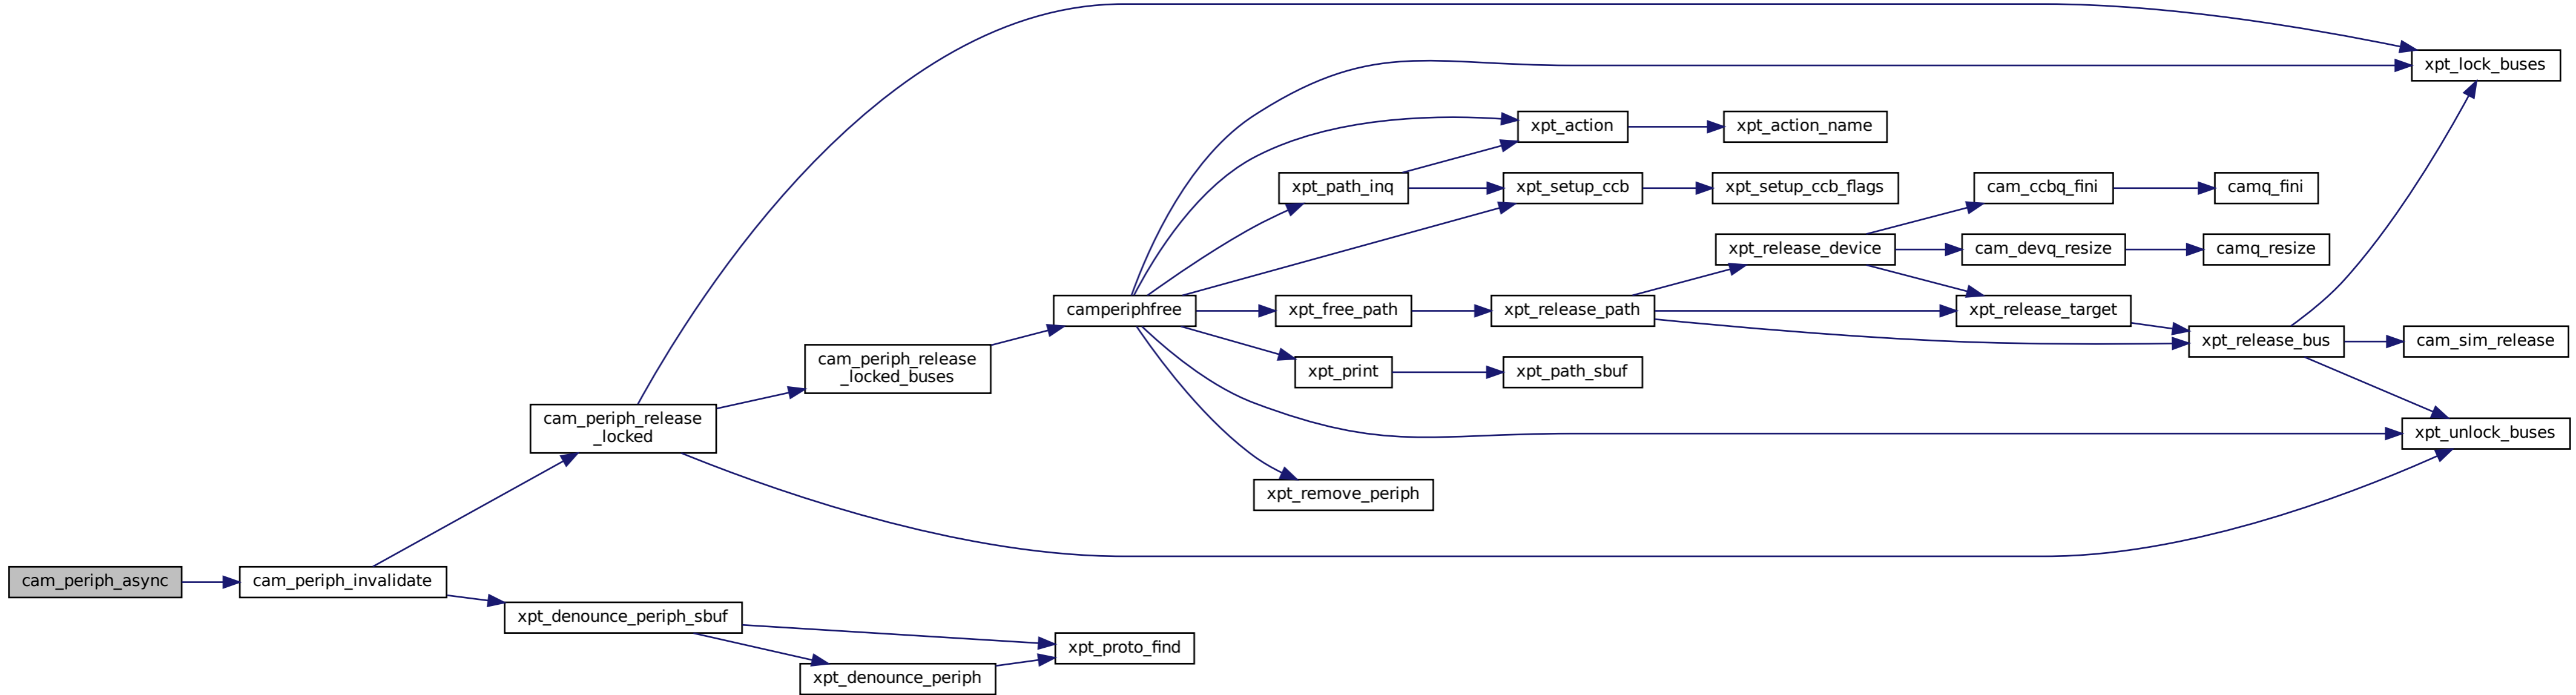 xpt_lock_buses
xpt_action
xpt_action_name
xpt_path_inq
xpt_setup_ccb
xpt_setup_ccb_flags
cam_ccbq_fini
camq_fini
xpt_release_device
cam_devq_resize
camq_resize
camperiphfree
xpt_free_path
xpt_release_path
xpt_release_target
xpt_release_bus
cam_sim_release
cam_periph_release
_locked_buses
xpt_print
xpt_path_sbuf
cam_periph_release
_locked
xpt_unlock_buses
xpt_remove_periph
cam_periph_async
cam_periph_invalidate
xpt_denounce_periph_sbuf
xpt_proto_find
xpt_denounce_periph